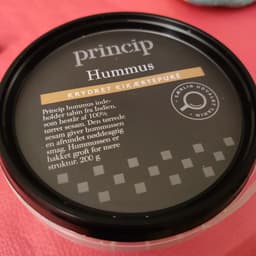 princip
Hummus
KRYDRET KIKÆRTEPURÉ
Princip hummus inde-
holder tahin fra Indien,
som består af 100%
tørret sesam. Den tørrede
sesam giver hummusen
en afrundet nøddeagtig
smag. Hummusen er
hakket groft for mere
struktur. 200 g